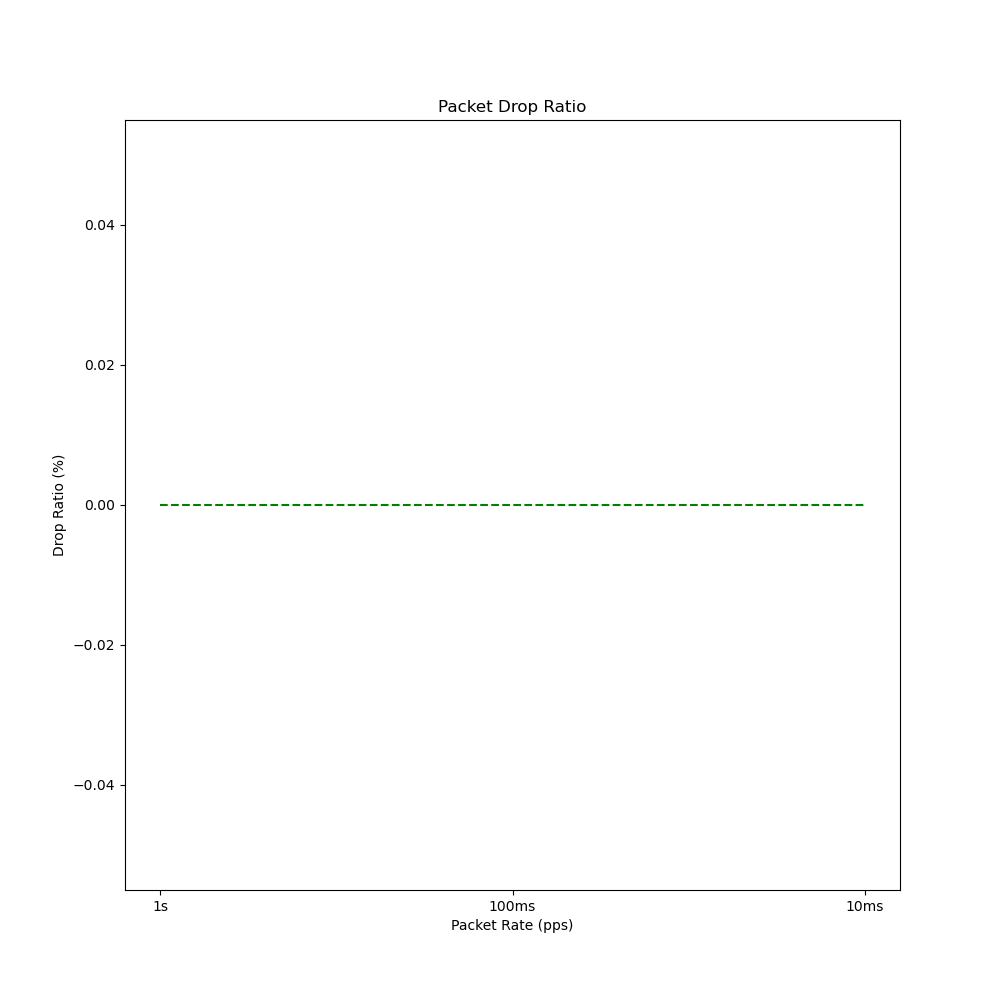 Packet Drop Ratio
0.04
0.02
0.00
−0.02
−0.04
Drop Ratio (%)
1s 100ms 10ms
Packet Rate (pps)